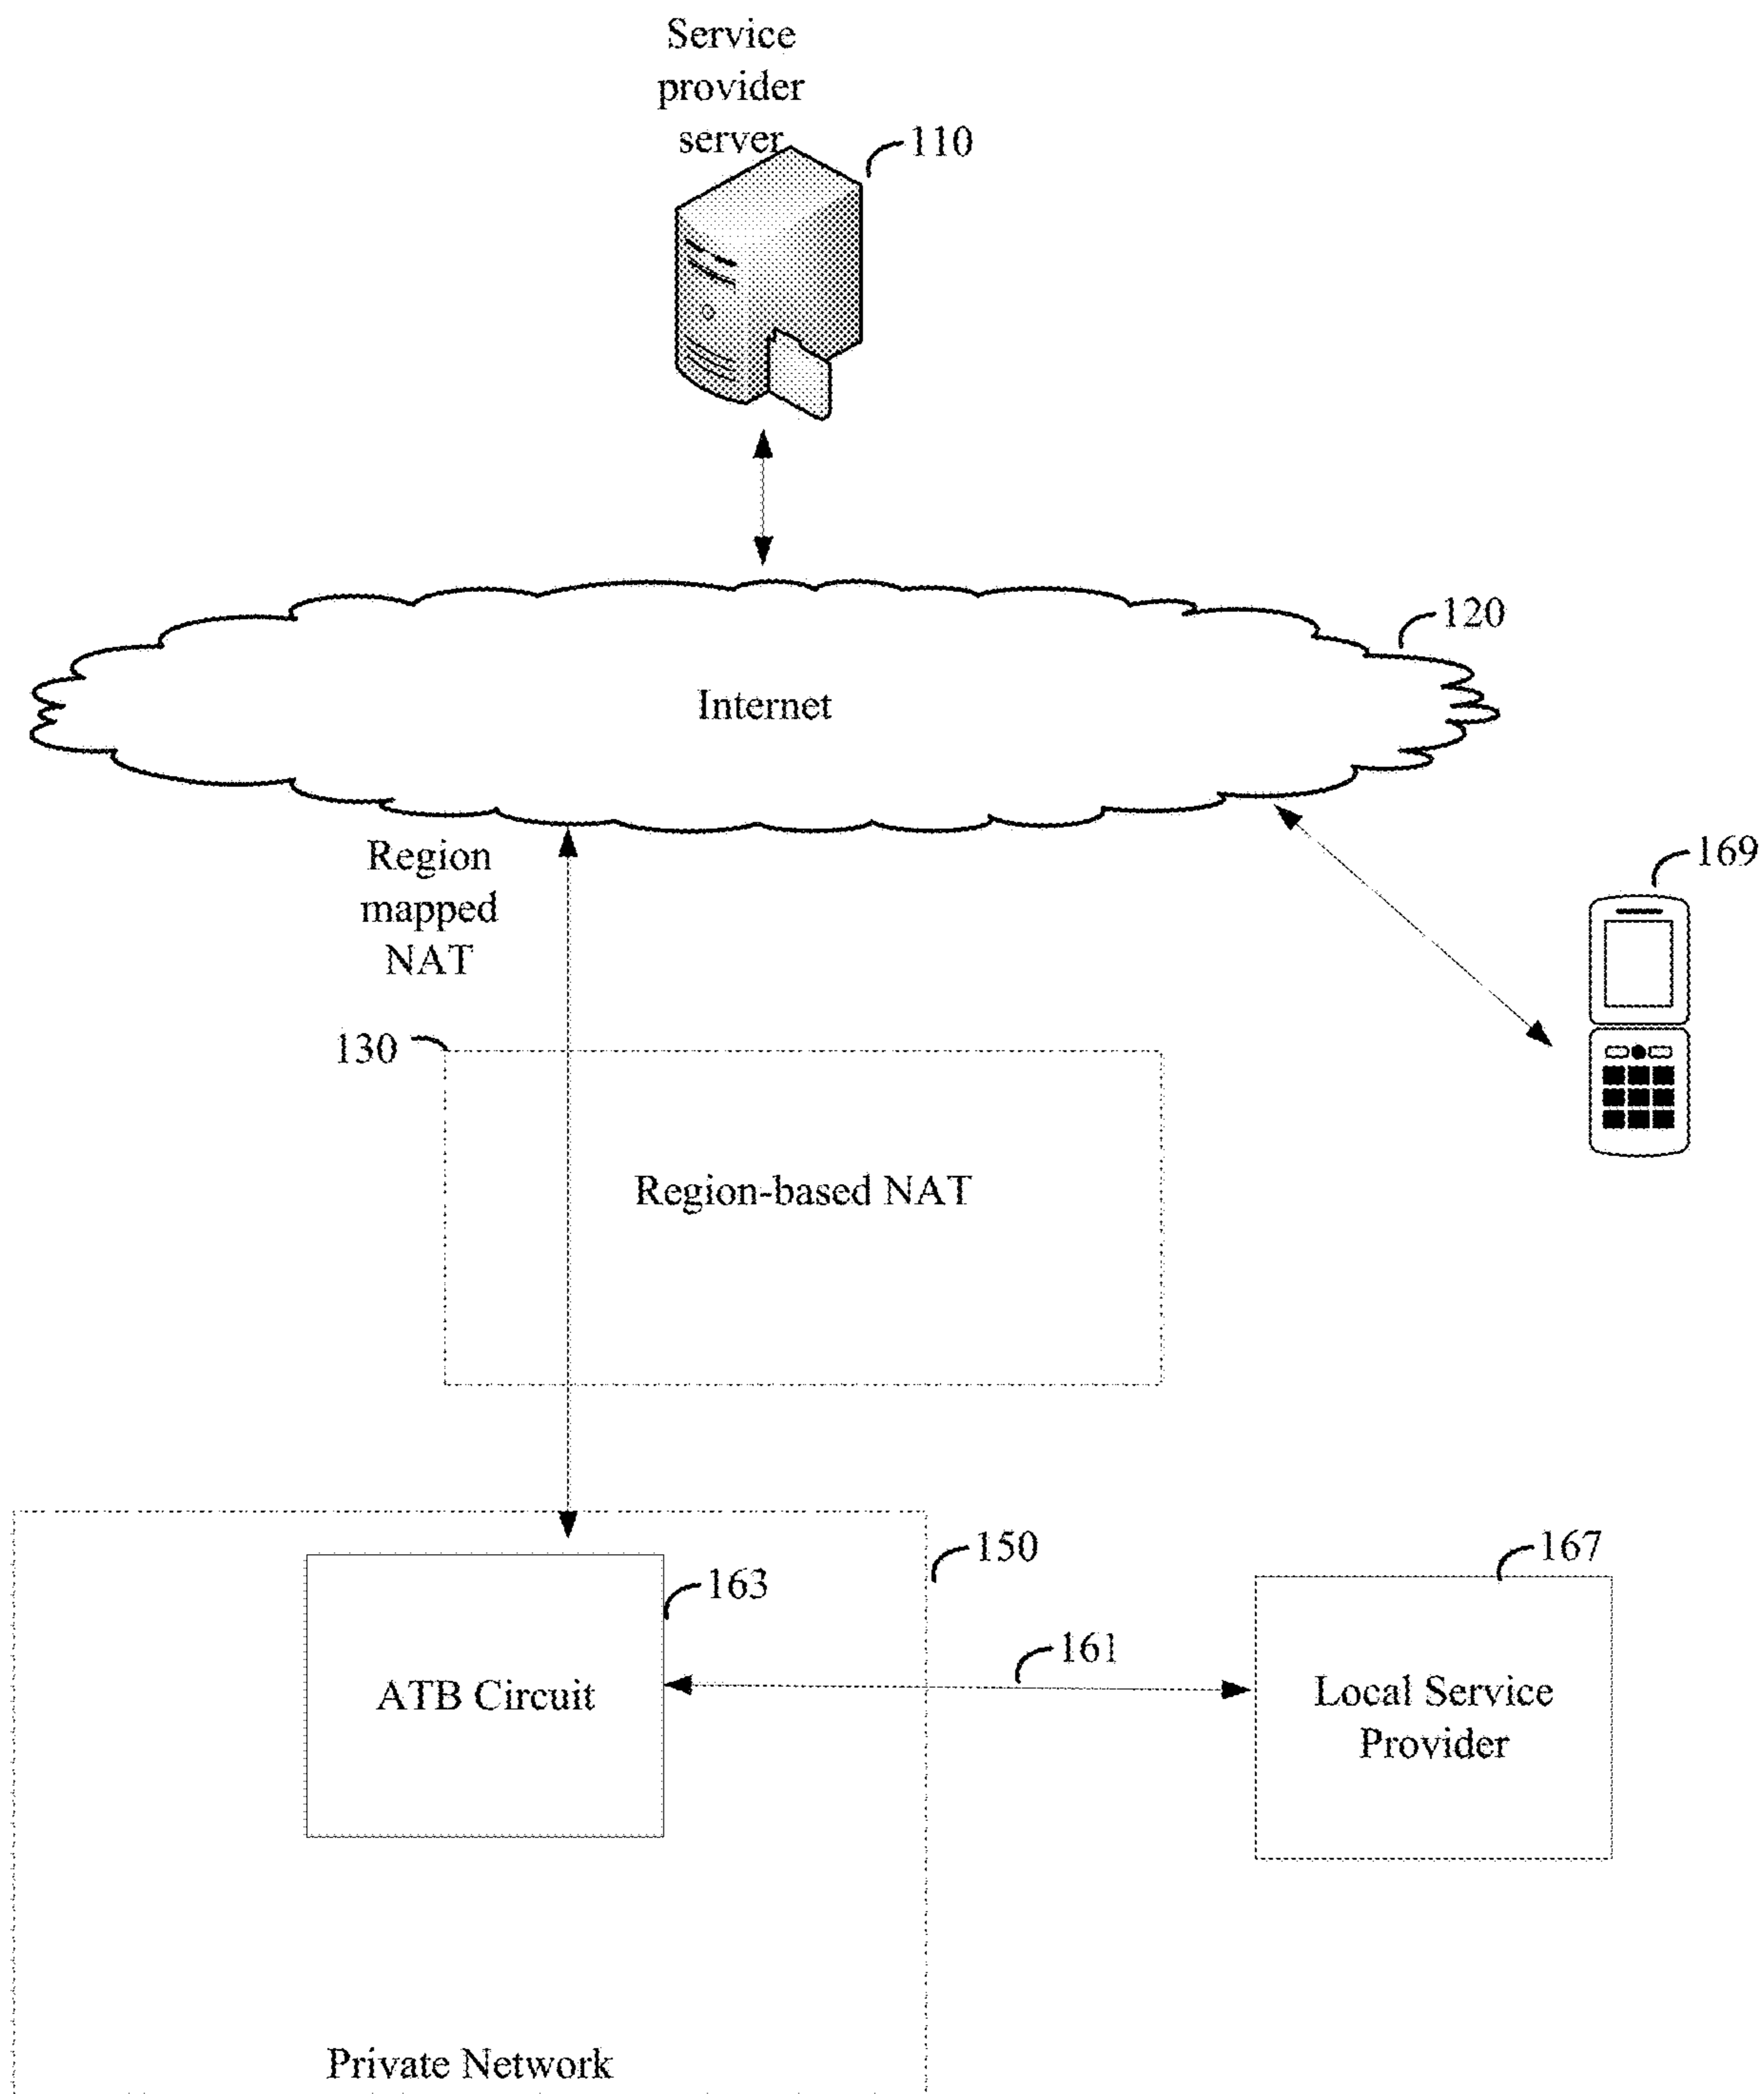 Service
provider
server
110
120
Internet
Region
mapped
NAT
169
130
Region-based NAT
150
167
163
161
ATB Circuit
Local Service
Provider
Private Network